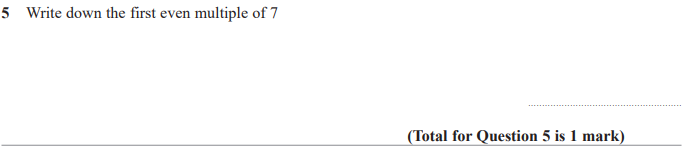 5 Write down the first even multiple of 7
(Total for Question 5 is 1 mark)